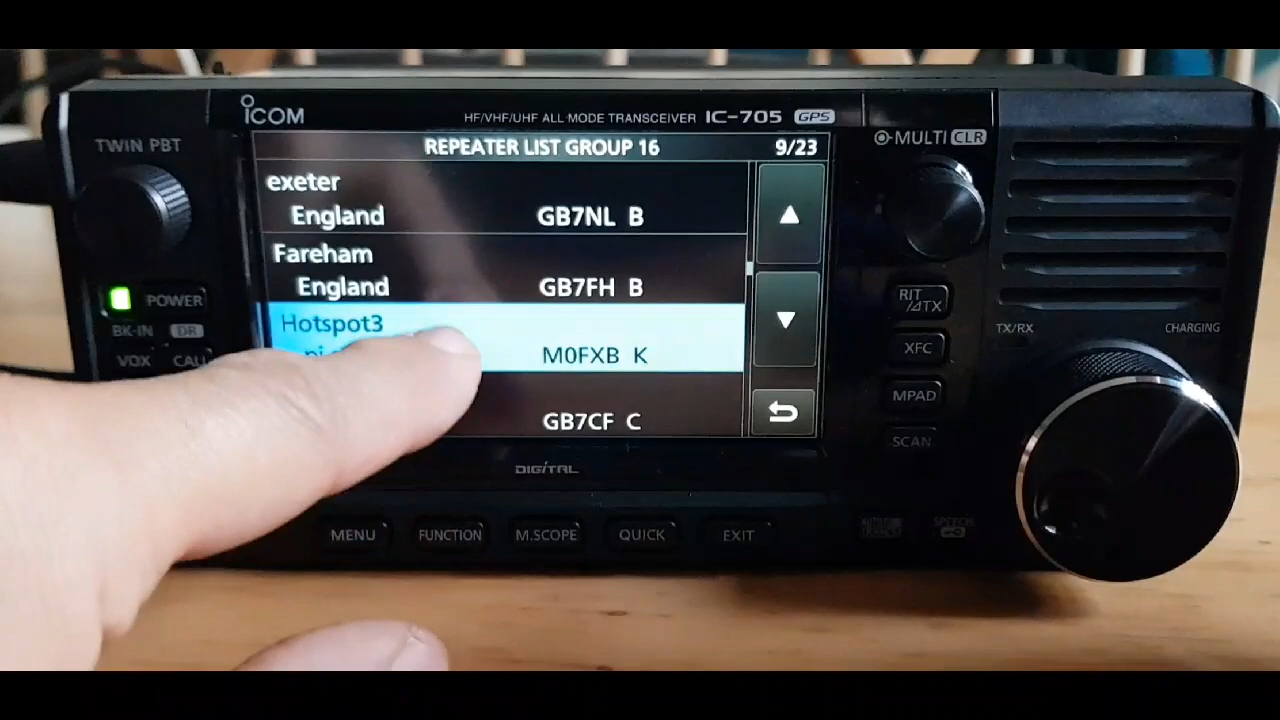 ICOM
HF/VHF/UHF ALL MODE TRANSCEIVER IC-705 GPS
TWIN PBT
MULTI CLR
REPEATER LIST GROUP 16 9/23
exeter
England GB7NL B
Fareham
England GB7FH B
Hotspot3
M0FXB K
GB7CF C
POWER
BK-IN DR
VOX CALL
RIT
/⊿TX
XFC
MPAD
SCAN
TX/RX
CHARGING
DIGITAL
MENU FUNCTION M.SCOPE QUICK EXIT
SPEECH